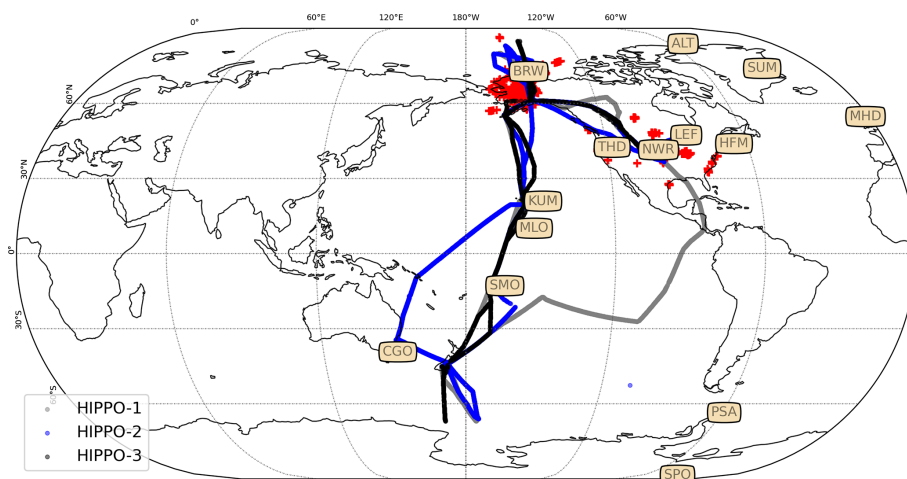 0°
60°E
120°E
180°W
120°W
60°W
ALT
BRW
SUM
60°N
MHD
LEF
THD
NWR
HFM
30°N
KUM
MLO
0°
SMO
30°S
CGO
60°S
HIPPO-1
HIPPO-2
HIPPO-3
PSA
SPO